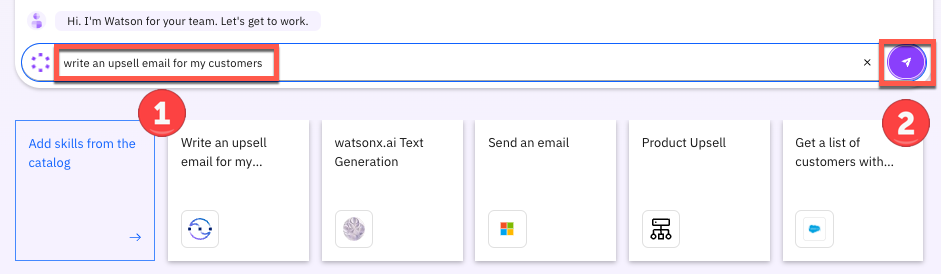 Hi. I'm Watson for your team. Let's get to work.
write an upsell email for my customers
×
1
2
Add skills from the
catalog
→
Write an upsell
email for my...
watsonx.ai Text
Generation
Send an email
Product Upsell
Get a list of
customers with...